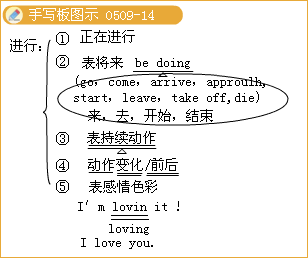 手写板图示 0509-14
进行：
① 正在进行
② 表将来 be doing
(go, come, arrive, approulh,
start, leave, take off,die)
来，去，开始，结束
③ 表持续动作
④ 动作变化/前后
⑤ 表感情色彩
I'm lovin it！
loving
I love you.